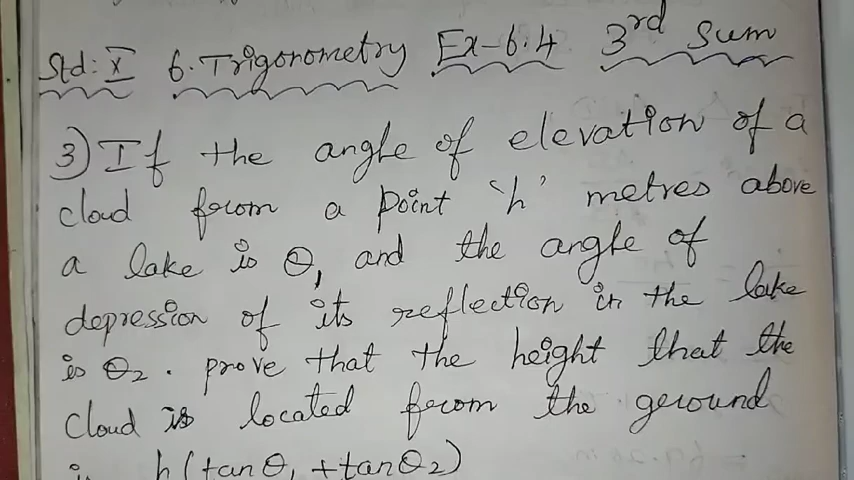 Std: X 6. Trigonometry Ex-6.4 3rd Sum
3) If the angle of elevation of a
cloud from a point 'h' metres above
a lake is θ1 and the angle of
depression of its reflection in the lake
is θ2. prove that the height that the
cloud is located from the ground
is h(tanθ1 + tanθ2)